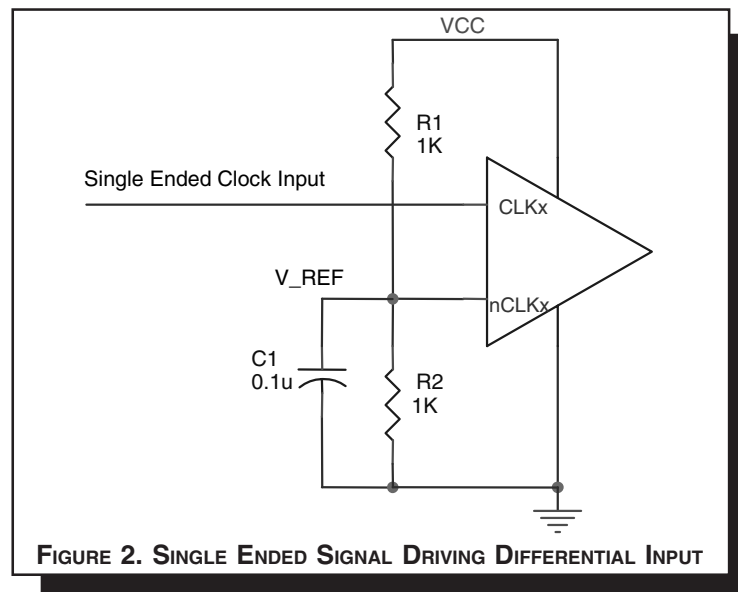 VCC
R1
1K
Single Ended Clock Input
CLKx
V_REF
nCLKx
C1
0.1u
R2
1K
FIGURE 2. SINGLE ENDED SIGNAL DRIVING DIFFERENTIAL INPUT